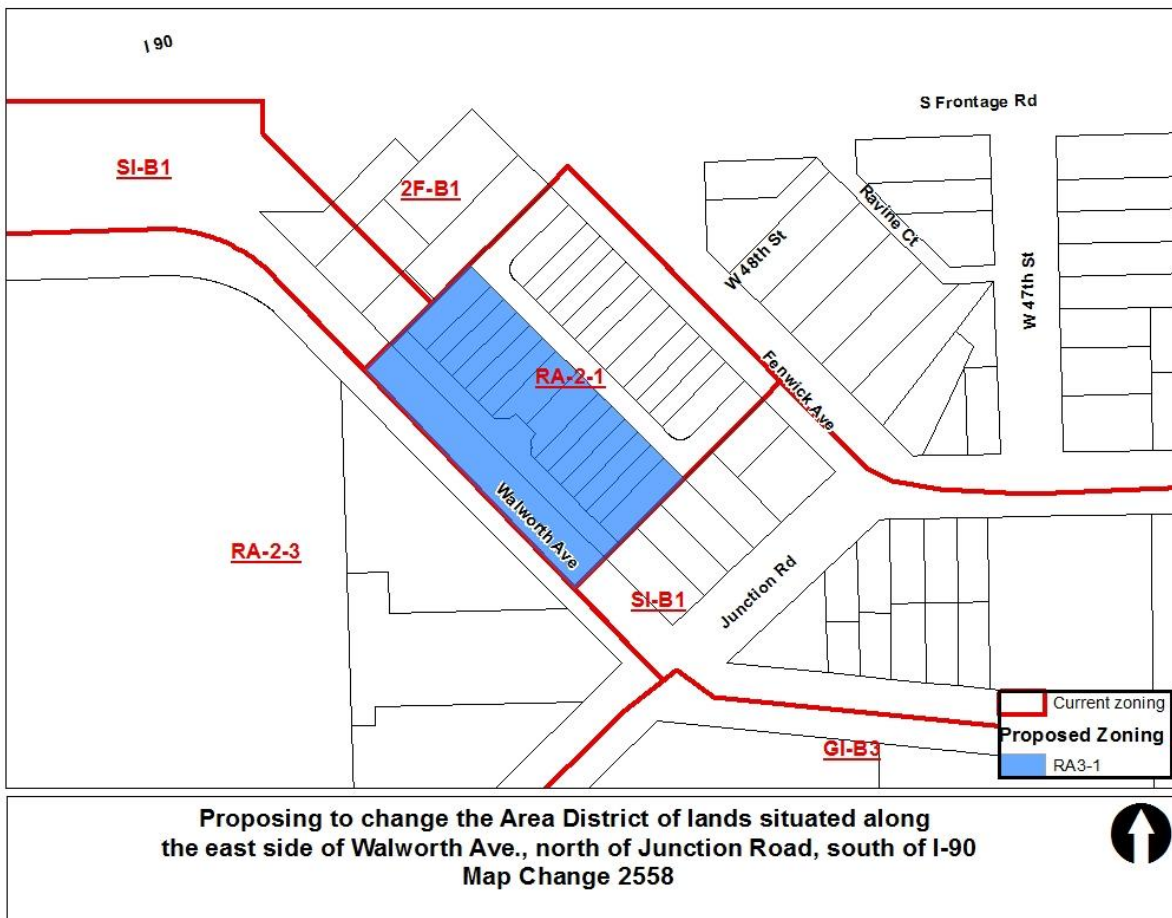 I 90
S Frontage Rd
SI-B1
2F-B1
Ravine Ct
W 48th St
W 47th St
RA-2-1
Fenwick Ave
Walworth Ave
RA-2-3
SI-B1
Junction Rd
GI-B3
Current zoning
Proposed Zoning
RA3-1
Proposing to change the Area District of lands situated along
the east side of Walworth Ave., north of Junction Road, south of I-90
Map Change 2558